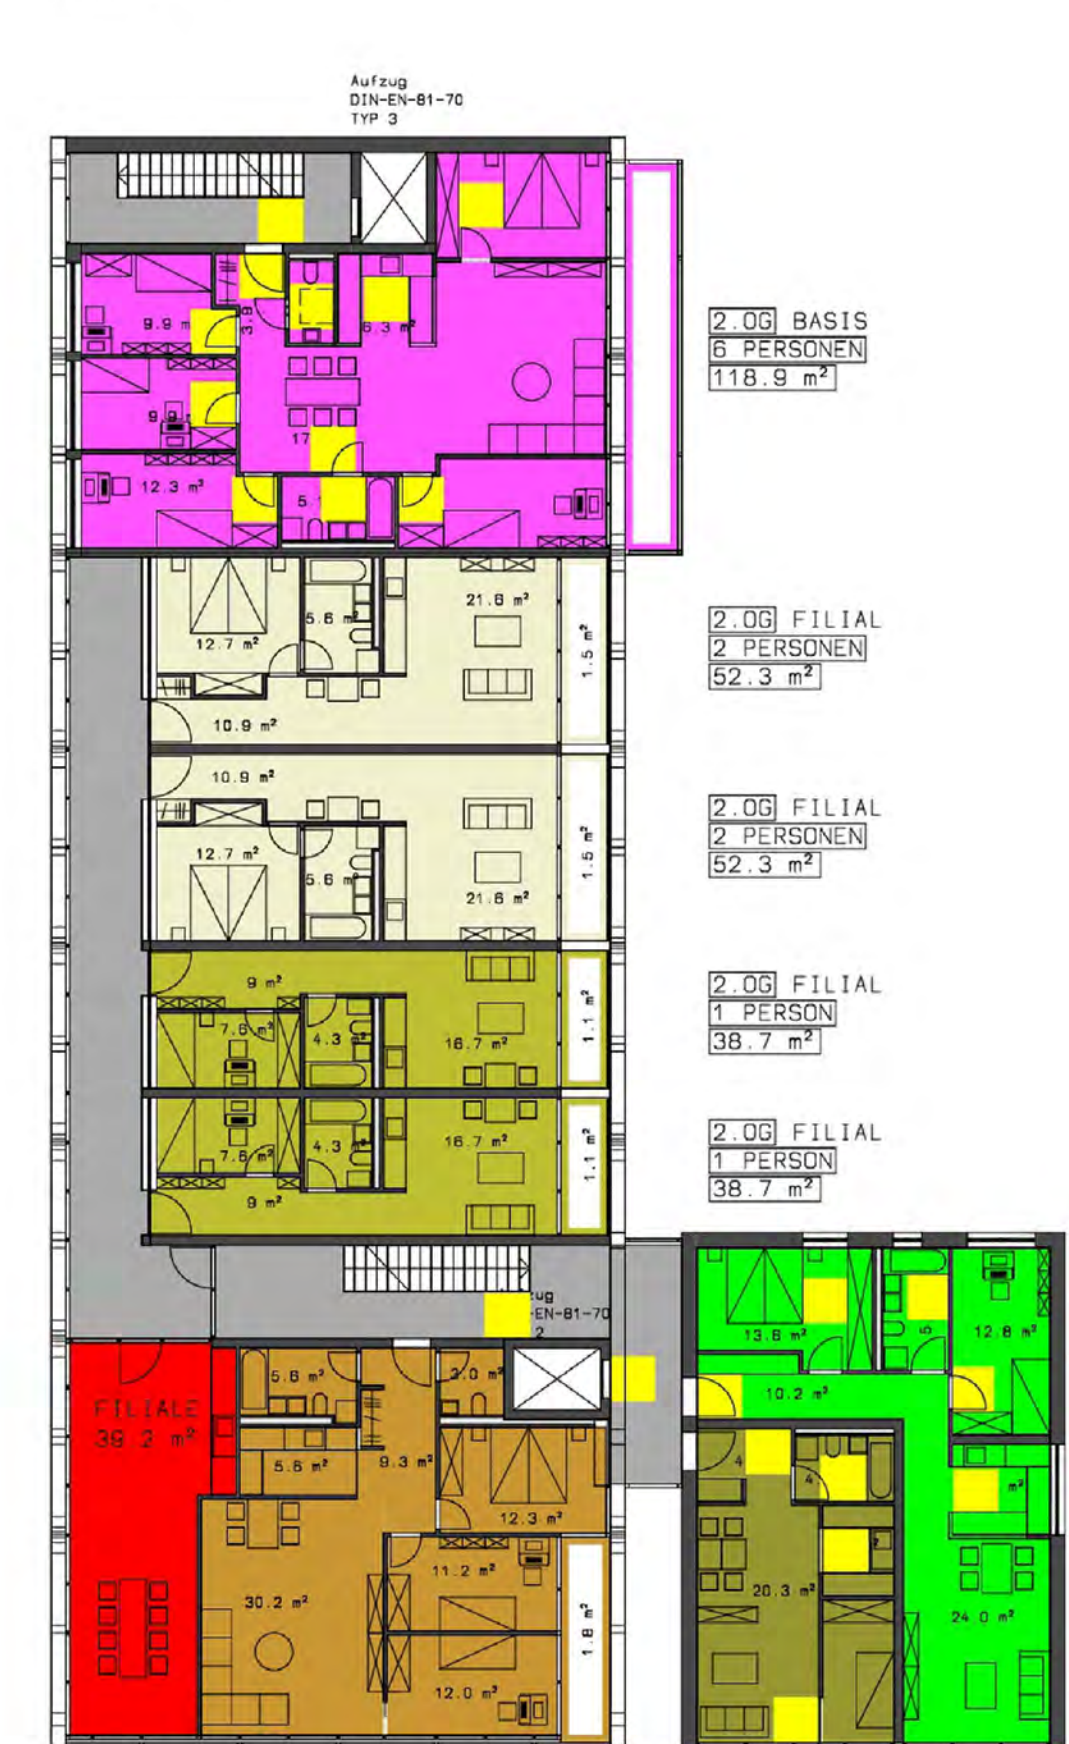 Aufzug
DIN-EN-81-70
TYP 3
9.9 m
3.9
6.3 m²
2.OG BASIS
6 PERSONEN
118.9 m²
9.9
17
12.3 m²
5.
21.6 m²
5.6 m²
12.7 m²
1.5 m²
2.OG FILIAL
2 PERSONEN
52.3 m²
10.9 m²
10.9 m²
12.7 m²
5.6 m²
1.5 m²
21.6 m²
2.OG FILIAL
2 PERSONEN
52.3 m²
9 m²
7.6 m²
4.3
16.7 m²
1.1 m²
2.OG FILIAL
1 PERSON
38.7 m²
16.7 m²
4.3
7.6 m²
1.1 m²
9 m²
2.OG FILIAL
1 PERSON
38.7 m²
zug
-EN-81-70
2
13.6 m²
5.
12.8 m²
5.6 m²
2.0 m²
10.2 m²
FILIALE
39.2 m²
5.6 m²
9.3 m²
4
4.
m²
12.3 m²
11.2 m²
20.3 m²
30.2 m²
24.0 m²
1.8 m²
12.0 m²